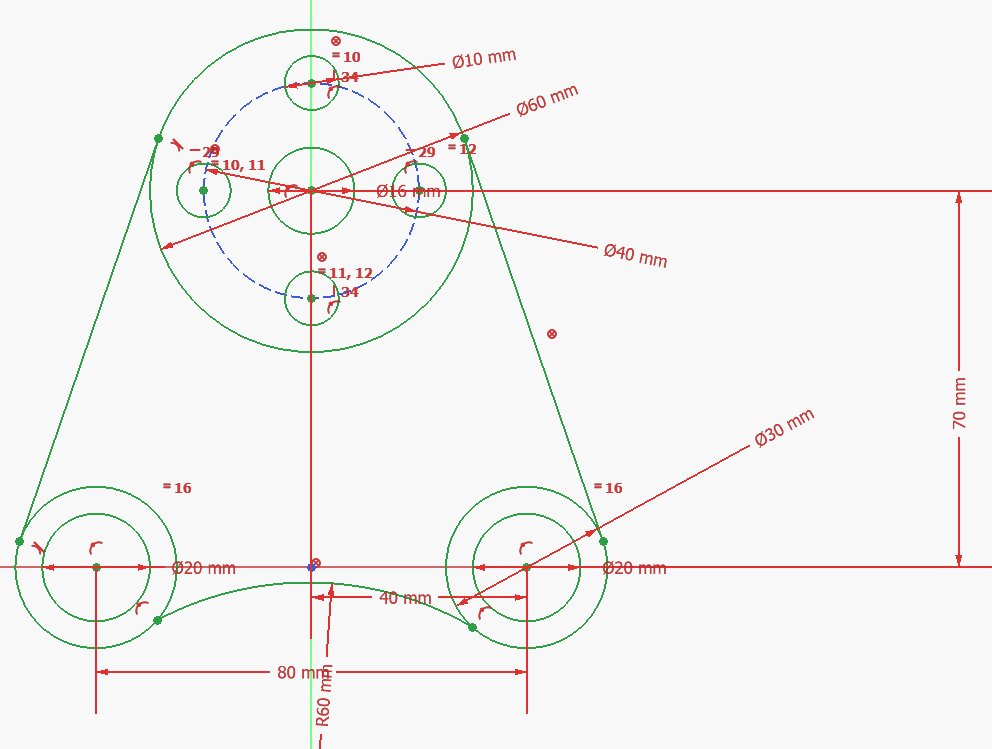 = 10
Ø10 mm
34
Ø60 mm
29
29
= 12
= 10, 11
Ø16 mm
Ø40 mm
= 11, 12
34
70 mm
Ø30 mm
= 16
= 16
Ø20 mm
Ø20 mm
40 mm
80 mm
R60 mm